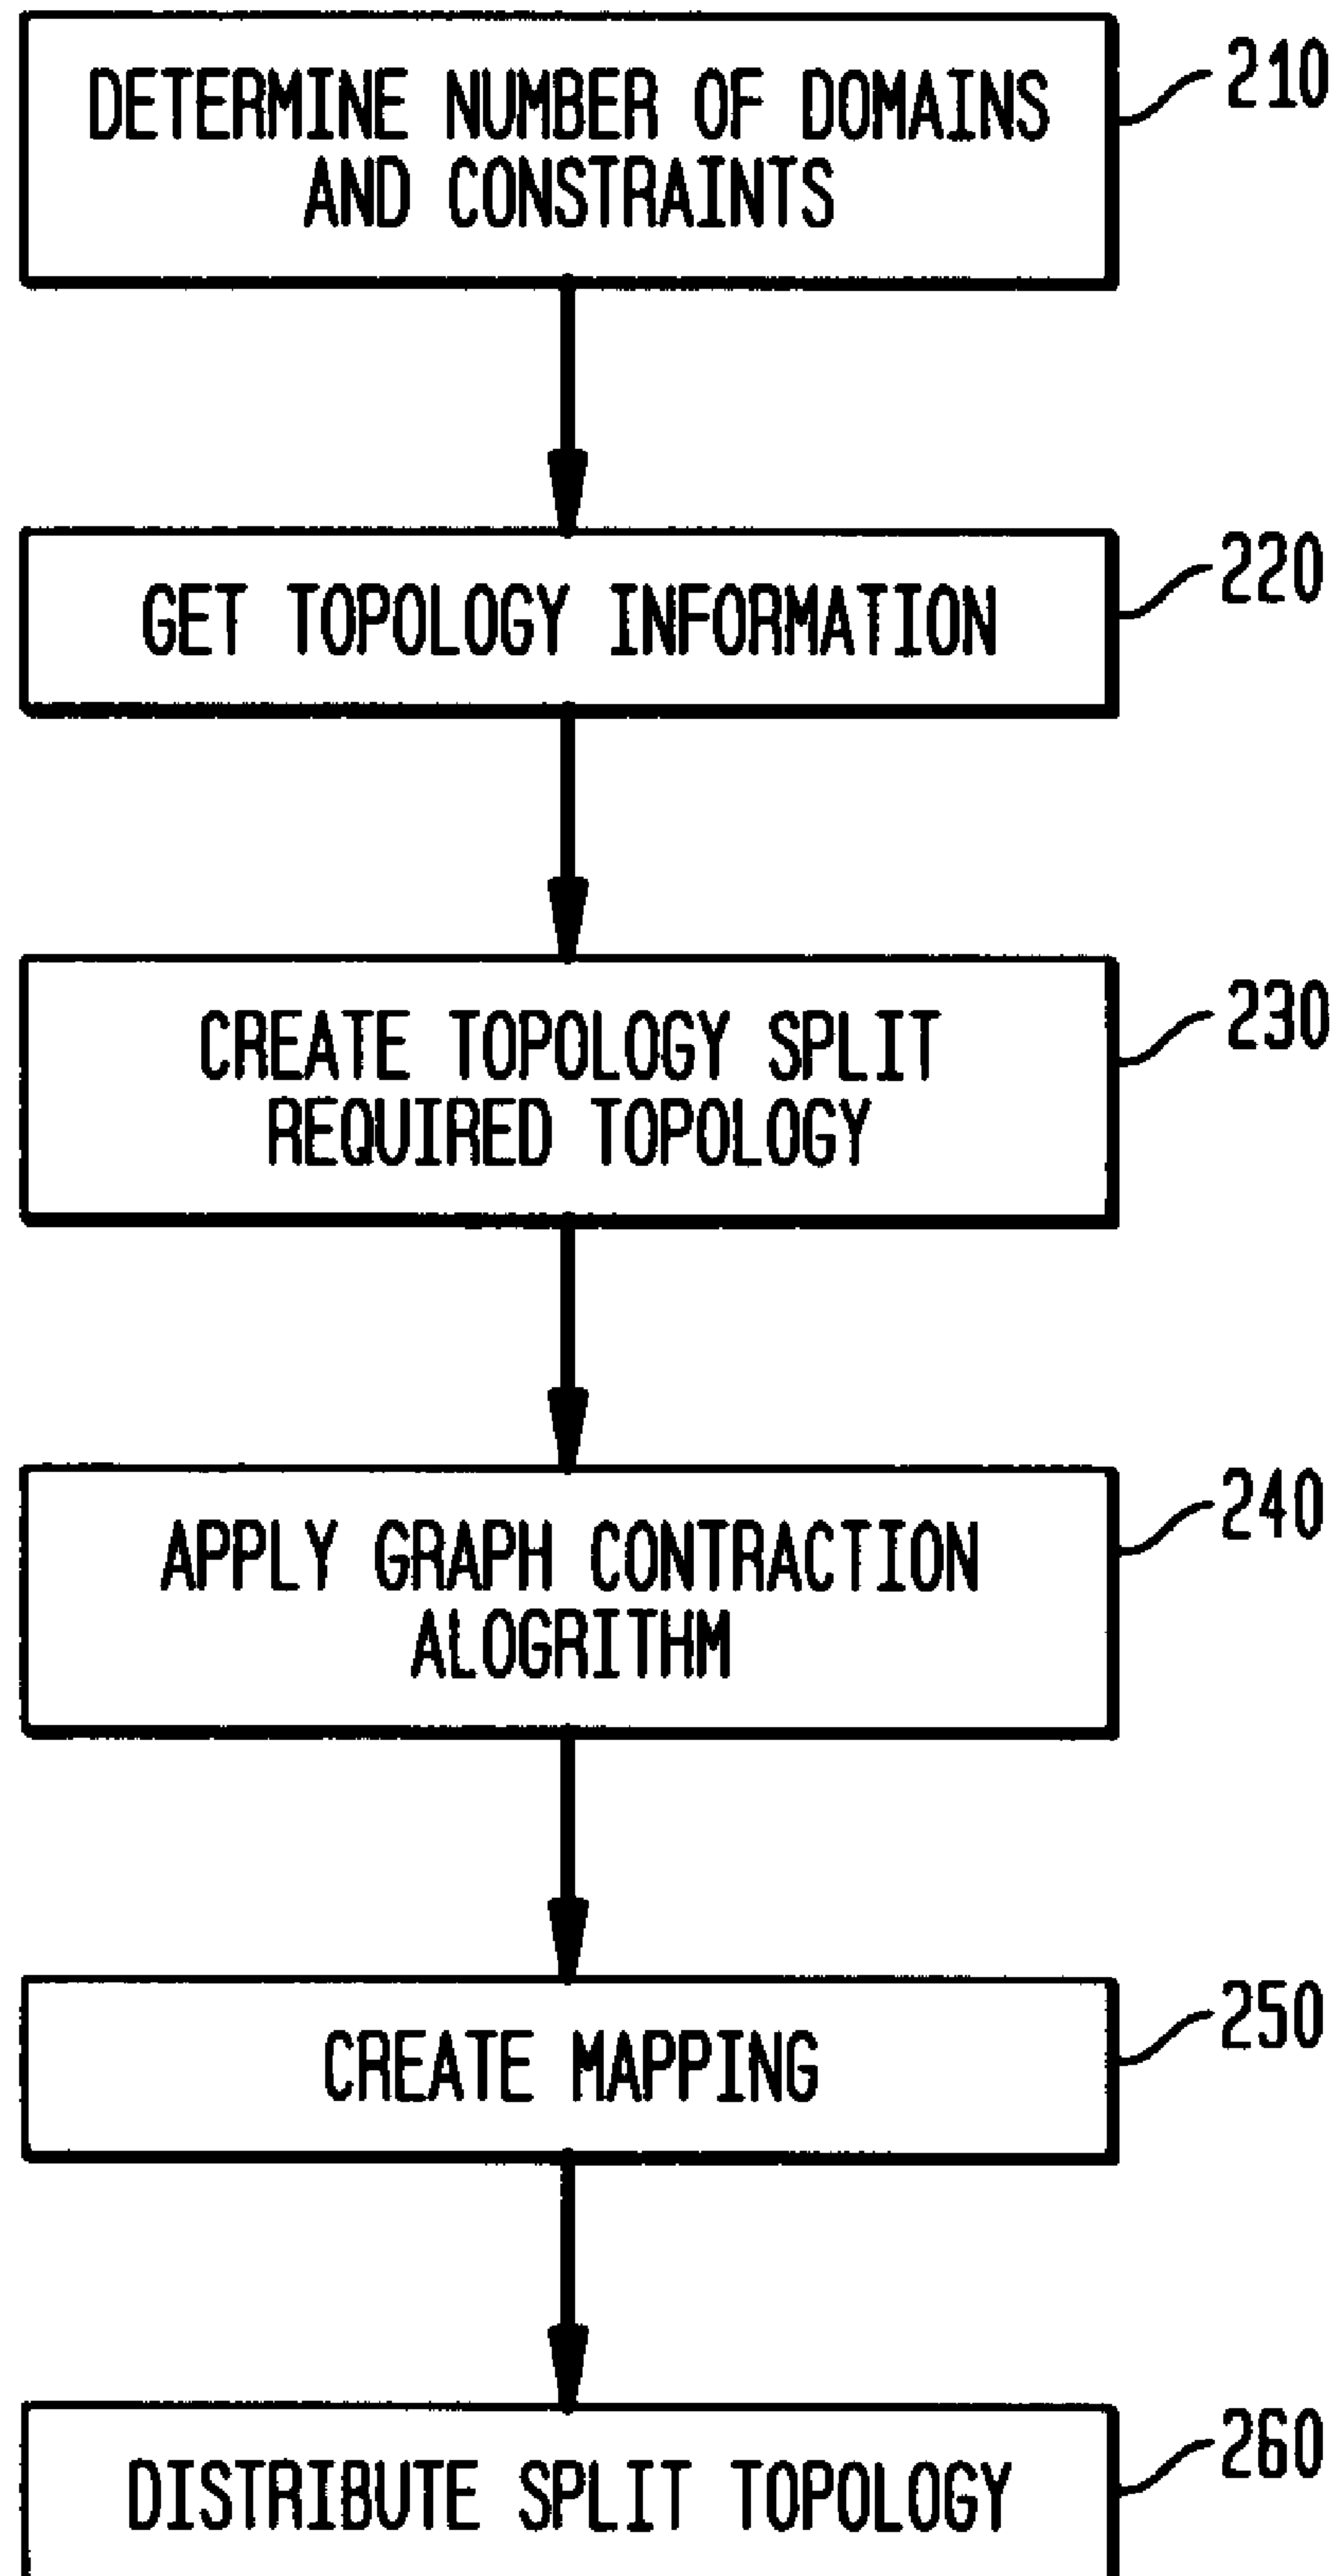 DETERMINE NUMBER OF DOMAINS
AND CONSTRAINTS
210
GET TOPOLOGY INFORMATION
220
CREATE TOPOLOGY SPLIT
REQUIRED TOPOLOGY
230
APPLY GRAPH CONTRACTION
ALOGRITHM
240
CREATE MAPPING
250
DISTRIBUTE SPLIT TOPOLOGY
260